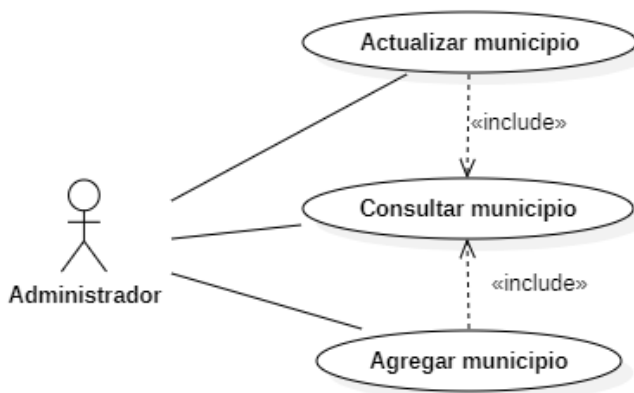 Actualizar municipio
«include»
Consultar municipio
Administrador
«include»
Agregar municipio